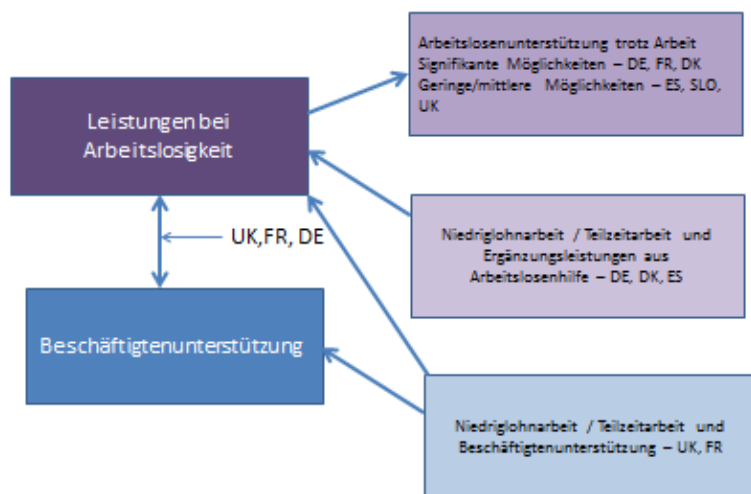 Arbeitslosenunterstützung trotz Arbeit
Signifikante Möglichkeiten – DE, FR, DK
Geringe/mittlere Möglichkeiten – ES, SLO,
UK
Leistungen bei
Arbeitslosigkeit
Niedriglohnarbeit / Teilzeitarbeit und
Ergänzungsleistungen aus
Arbeitslosenhilfe – DE, DK, ES
UK,FR, DE
Beschäftigtenunterstützung
Niedriglohnarbeit / Teilzeitarbeit und
Beschäftigtenunterstützung – UK, FR